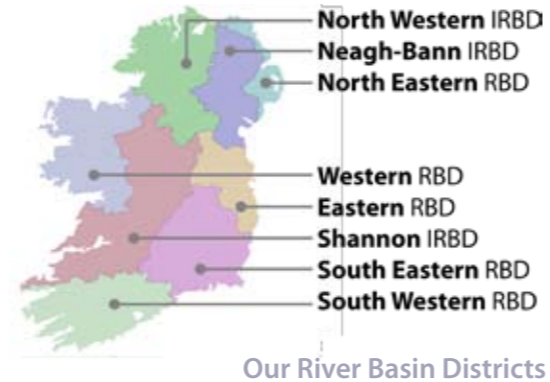 North Western IRBD
Neagh-Bann IRBD
North Eastern RBD
Western RBD
Eastern RBD
Shannon IRBD
South Eastern RBD
South Western RBD
Our River Basin Districts